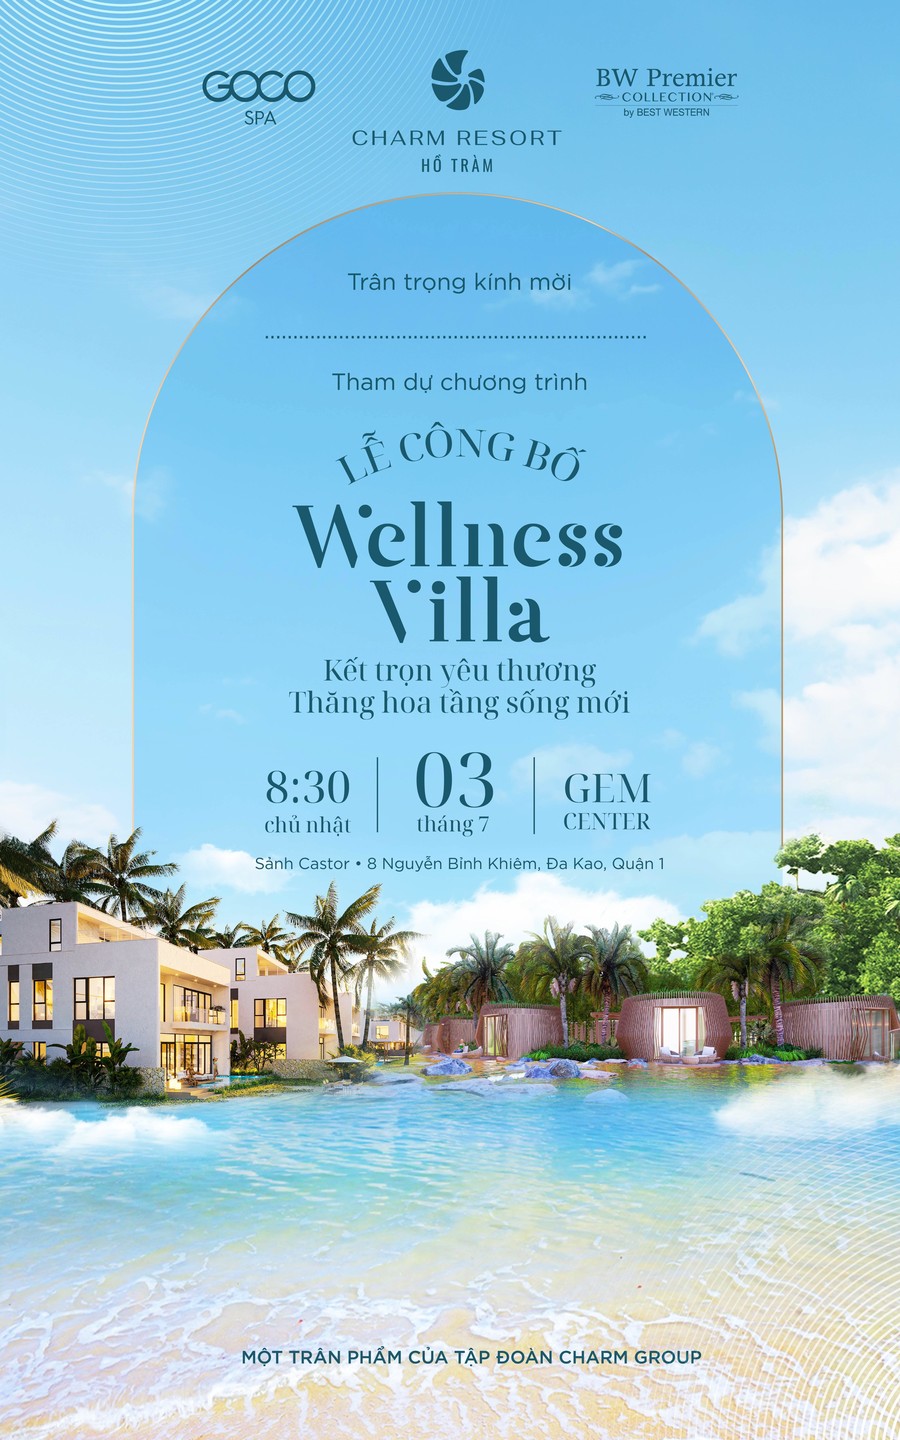 GOCO
SPA
CHARM RESORT
HỒ TRÀM
BW Premier
COLLECTION
by BEST WESTERN
Trân trọng kính mời
Tham dự chương trình
LỄ CÔNG BỐ
Wellness
Villa
Kết trọn yêu thương
Thăng hoa tầng sống mới
8:30
chủ nhật
03
tháng 7
GEM
CENTER
Sảnh Castor • 8 Nguyễn Bỉnh Khiêm, Đa Kao, Quận 1
MỘT TRÂN PHẨM CỦA TẬP ĐOÀN CHARM GROUP